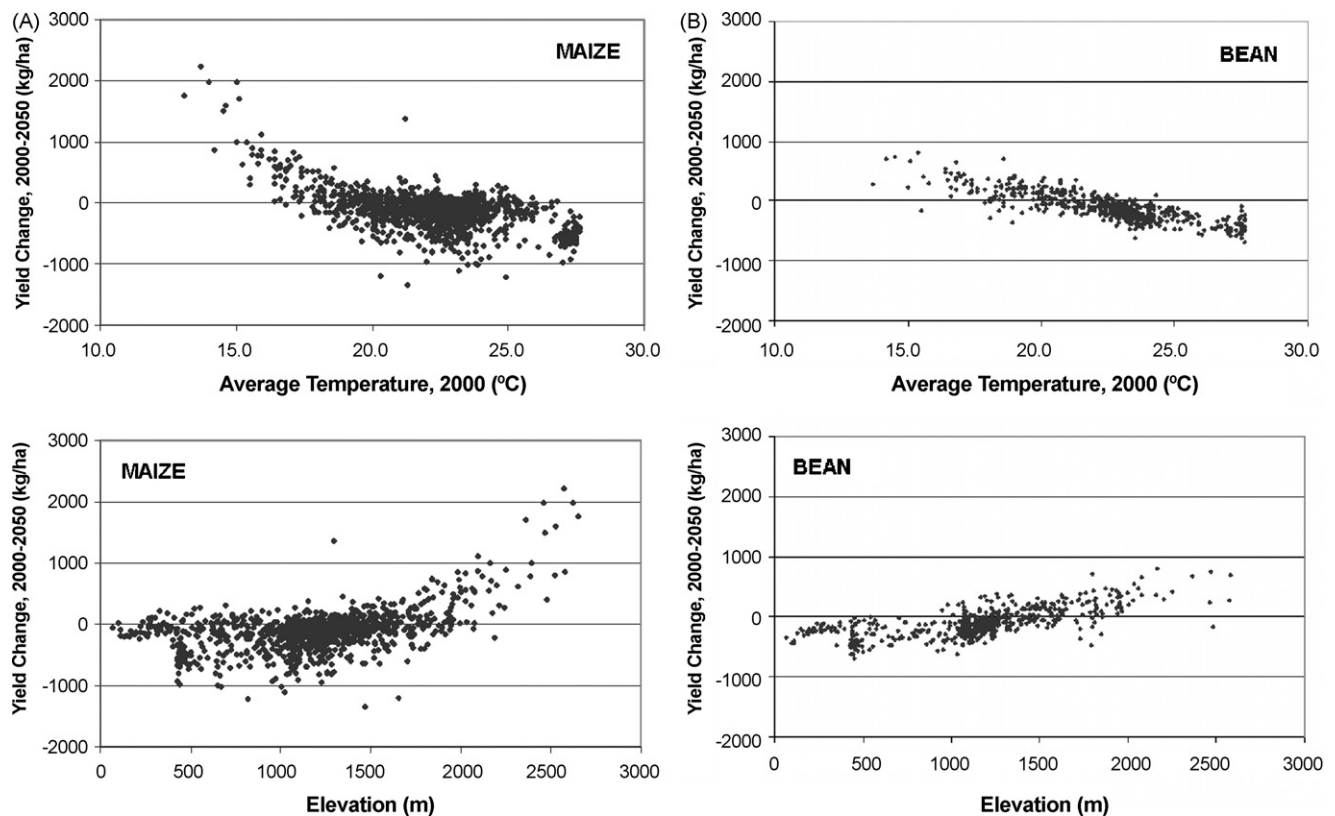 (A)
MAIZE
Yield Change, 2000-2050 (kg/ha)
3000
2000
1000
0
-1000
-2000
10.0 15.0 20.0 25.0 30.0
Average Temperature, 2000 (ºC)
(B)
BEAN
Yield Change, 2000-2050 (kg/ha)
3000
2000
1000
0
-1000
-2000
10.0 15.0 20.0 25.0 30.0
Average Temperature, 2000 (ºC)
MAIZE
Yield Change, 2000-2050 (kg/ha)
3000
2000
1000
0
-1000
-2000
0 500 1000 1500 2000 2500 3000
Elevation (m)
BEAN
Yield Change, 2000-2050 (kg/ha)
3000
2000
1000
0
-1000
-2000
0 500 1000 1500 2000 2500 3000
Elevation (m)